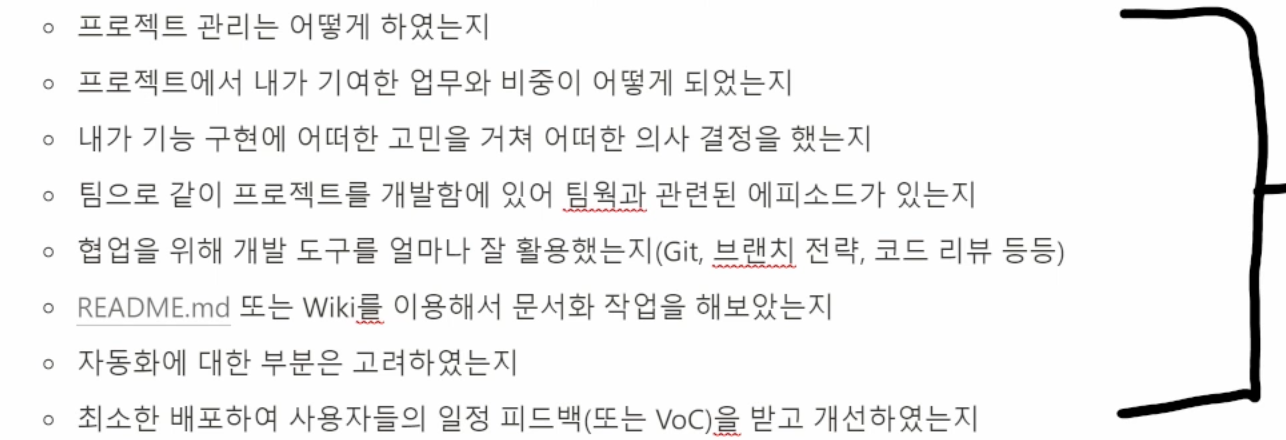 프로젝트 관리는 어떻게 하였는지
프로젝트에서 내가 기여한 업무와 비중이 어떻게 되었는지
내가 기능 구현에 어떠한 고민을 거쳐 어떠한 의사 결정을 했는지
팀으로 같이 프로젝트를 개발함에 있어 팀웍과 관련된 에피소드가 있는지
협업을 위해 개발 도구를 얼마나 잘 활용했는지(Git, 브랜치 전략, 코드 리뷰 등등)
README.md 또는 Wiki를 이용해서 문서화 작업을 해보았는지
자동화에 대한 부분은 고려하였는지
최소한 배포하여 사용자들의 일정 피드백(또는 VoC)을 받고 개선하였는지